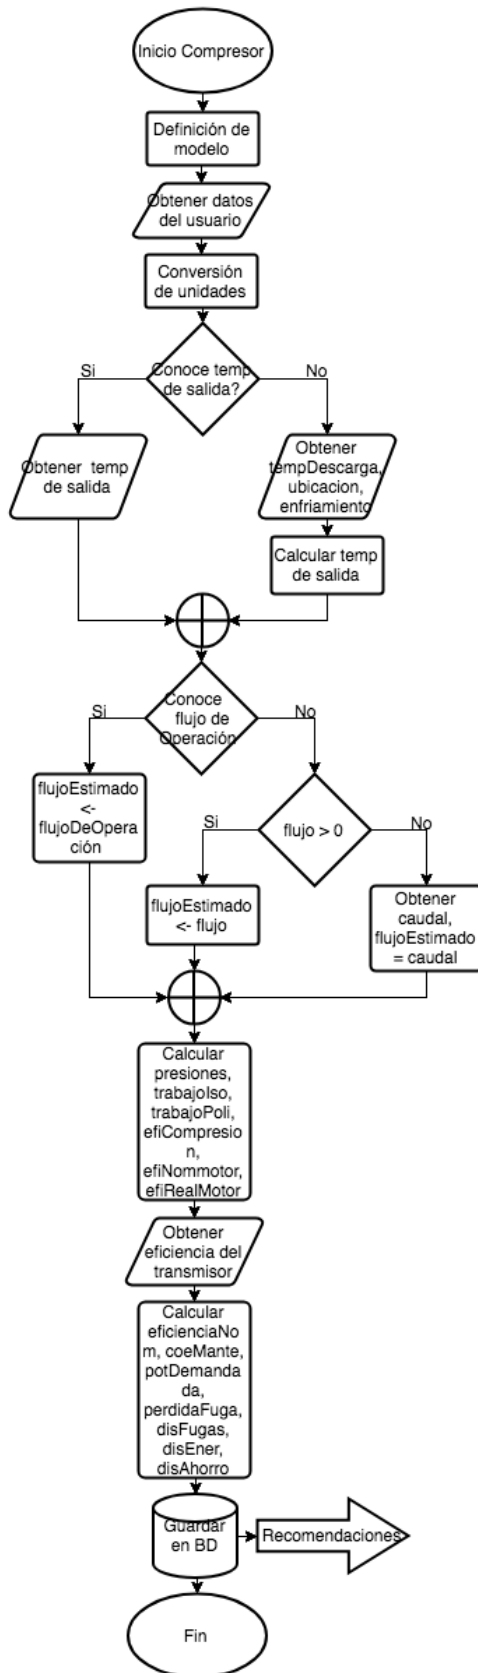 Inicio Compresor
Definición de
modelo
Obtener datos
del usuario
Conversión
de unidades
Conoce temp
de salida?
Si
No
Obtener temp
de salida
Obtener
tempDescarga,
ubicacion,
enfriamiento
Calcular temp
de salida
Conoce
flujo de
Operación
Si
No
flujoEstimado
<-
flujoDeOpera
ción
flujo > 0
Si
No
flujoEstimado
<- flujo
Obtener
caudal,
flujoEstimado
= caudal
Calcular
presiones,
trabajoIso,
trabajoPoli,
efiCompresio
n,
efiNommotor,
efiRealMotor
Obtener
eficiencia del
transmisor
Calcular
eficienciaNo
m, coeMante,
potDemanda
da,
perdidaFuga,
disFugas,
disEner,
disAhorro
Guardar
en BD
Recomendaciones
Fin